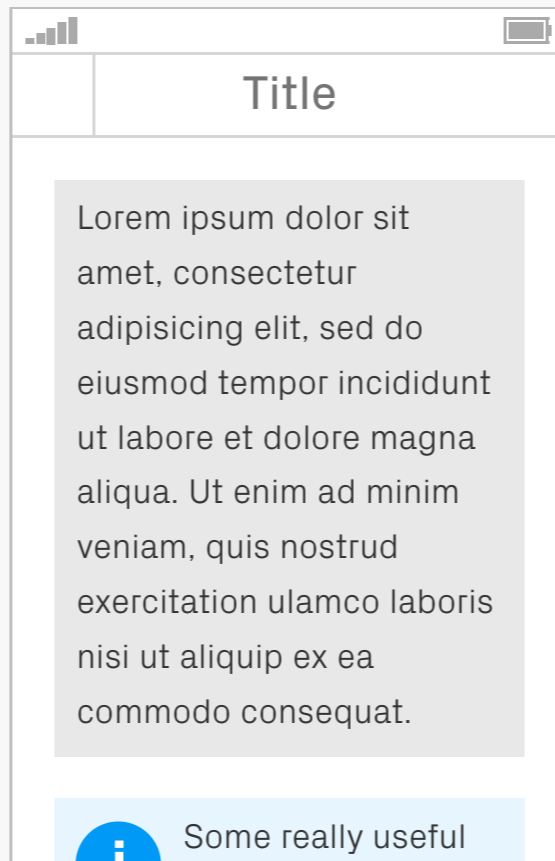 Title
Lorem ipsum dolor sit
amet, consectetur
adipisicing elit, sed do
eiusmod tempor incididunt
ut labore et dolore magna
aliqua. Ut enim ad minim
veniam, quis nostrud
exercitation ulamco laboris
nisi ut aliquip ex ea
commodo consequat.
i Some really useful